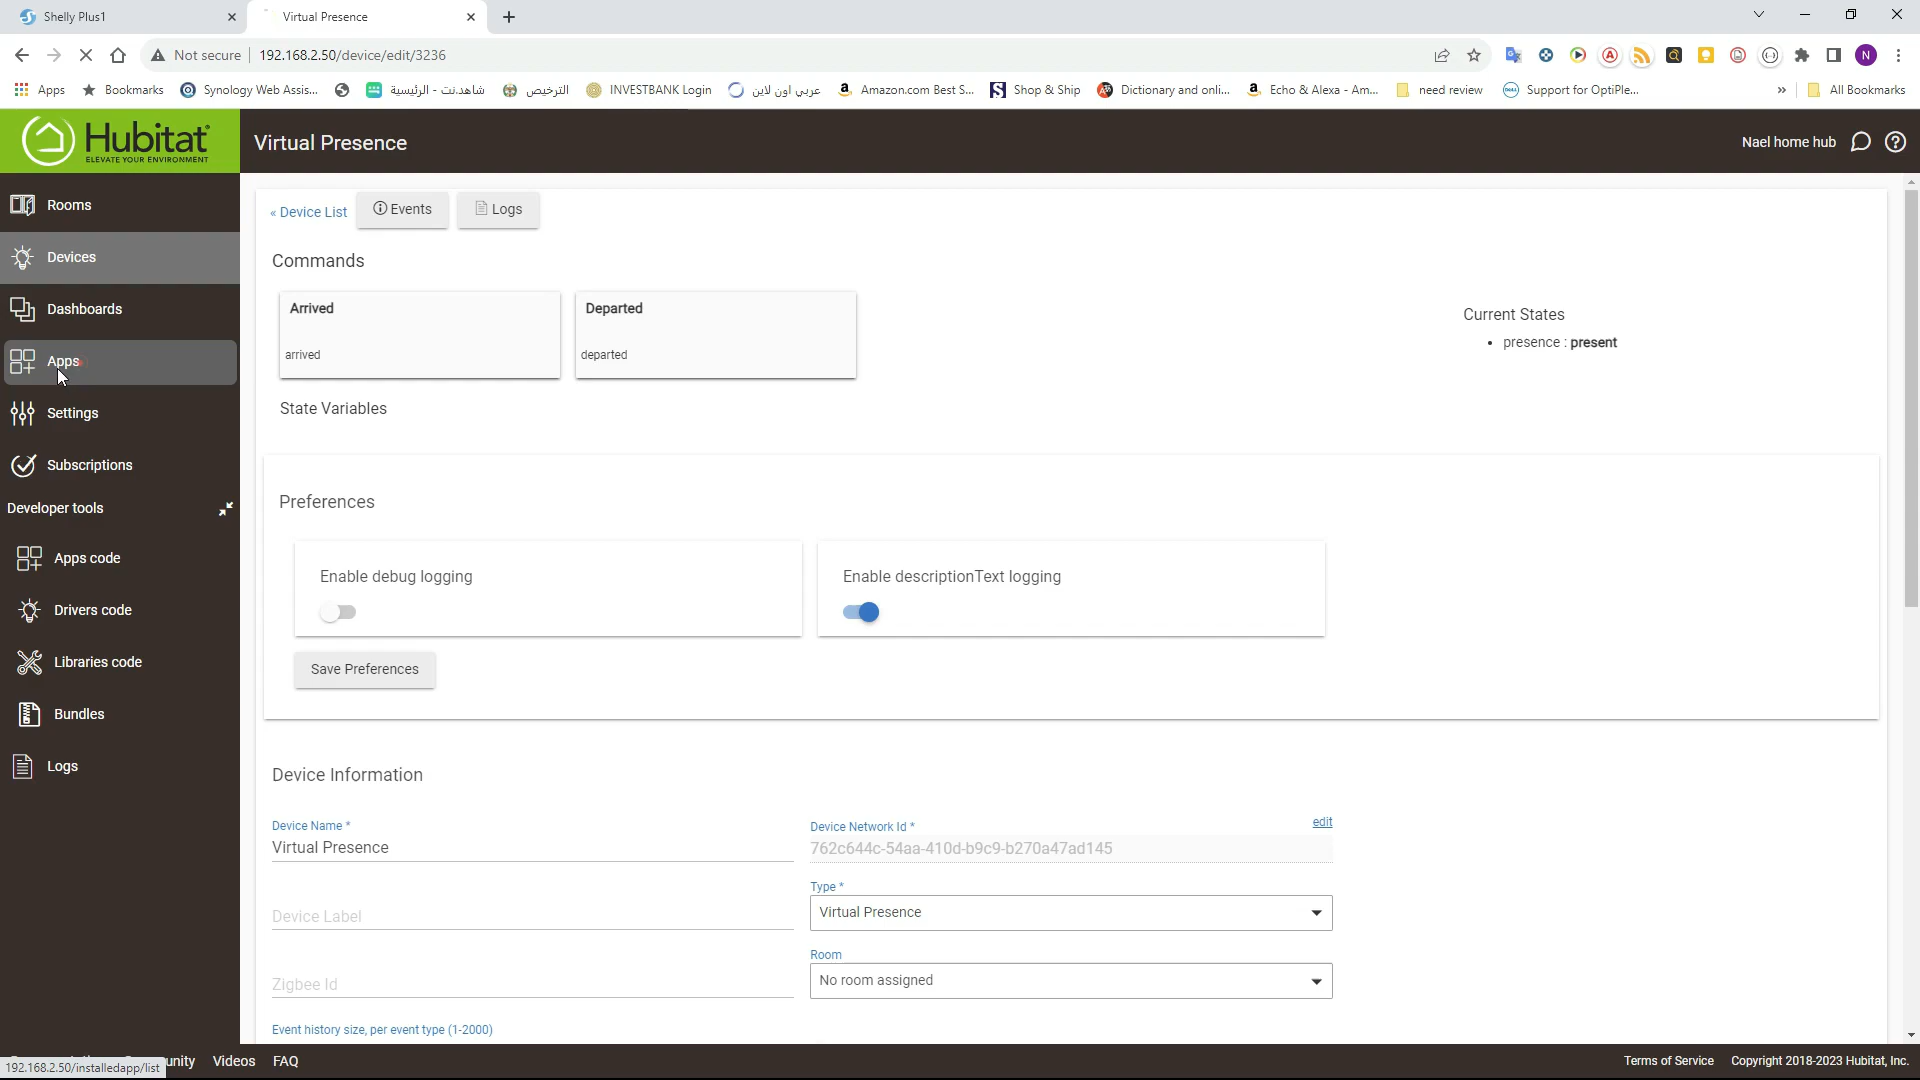 Shelly Plus1
Virtual Presence
Not secure
192.168.2.50/device/edit/3236
N
Apps
Bookmarks
Synology Web Assis...
شاهد.نت - الرئيسية
الترخيص
INVESTBANK Login
عربي اون لاين
Amazon.com Best S...
Shop & Ship
Dictionary and onli...
Echo & Alexa - Am...
need review
Support for OptiPle...
»
All Bookmarks
Hubitat
ELEVATE YOUR ENVIRONMENT
Virtual Presence
Nael home hub
Rooms
Devices
Dashboards
Apps
Settings
Subscriptions
Developer tools
Apps code
Drivers code
Libraries code
Bundles
Logs
« Device List
Events
Logs
Commands
Arrived
arrived
Departed
departed
Current States
• presence : present
State Variables
Preferences
Enable debug logging
Enable descriptionText logging
Save Preferences
Device Information
Device Name *
Virtual Presence
Device Network Id *
edit
762c644c-54aa-410d-b9c9-b270a47ad145
Device Label
Type *
Virtual Presence
Zigbee Id
Room
No room assigned
Event history size, per event type (1-2000)
192.168.2.50/installedapp/list
unity
Videos
FAQ
Terms of Service
Copyright 2018-2023 Hubitat, Inc.